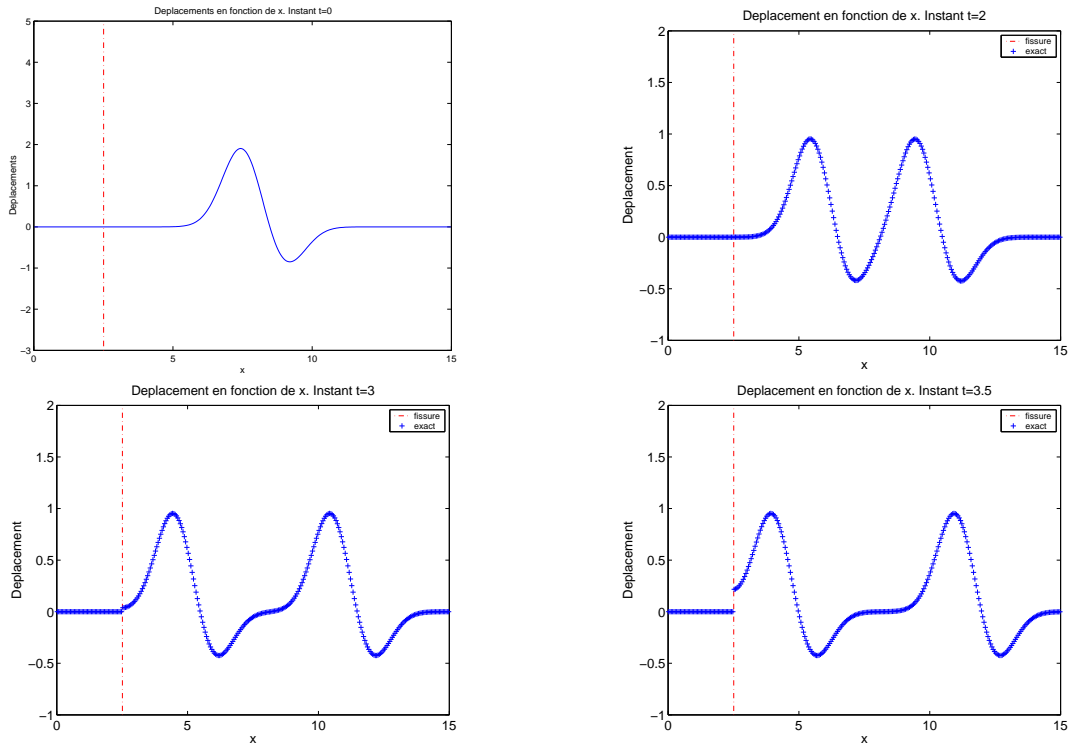 Deplacements en fonction de x. Instant t=0
5
4
3
2
1
0
−1
−2
−3
Deplacements
0 5 10 15
x
Deplacement en fonction de x. Instant t=2
2
1.5
1
0.5
0
−0.5
−1
Deplacement
fissure
exact
0 5 10 15
x
Deplacement en fonction de x. Instant t=3
2
1.5
1
0.5
0
−0.5
−1
Deplacement
fissure
exact
0 5 10 15
x
Deplacement en fonction de x. Instant t=3.5
2
1.5
1
0.5
0
−0.5
−1
Deplacement
fissure
exact
0 5 10 15
x